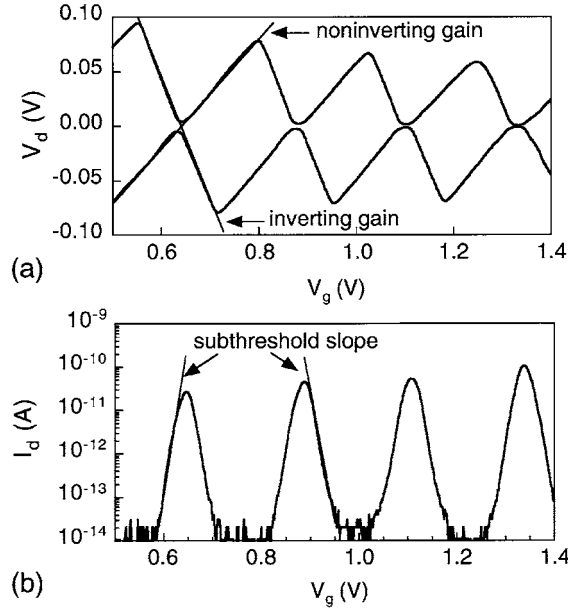 0.10
noninverting gain
0.05
0.00
-0.05
inverting gain
-0.10
V_d (V)
0.6 0.8 1.0 1.2 1.4
(a)
V_g (V)
10^-9
subthreshold slope
10^-10
10^-11
10^-12
10^-13
10^-14
I_d (A)
0.6 0.8 1.0 1.2 1.4
(b)
V_g (V)